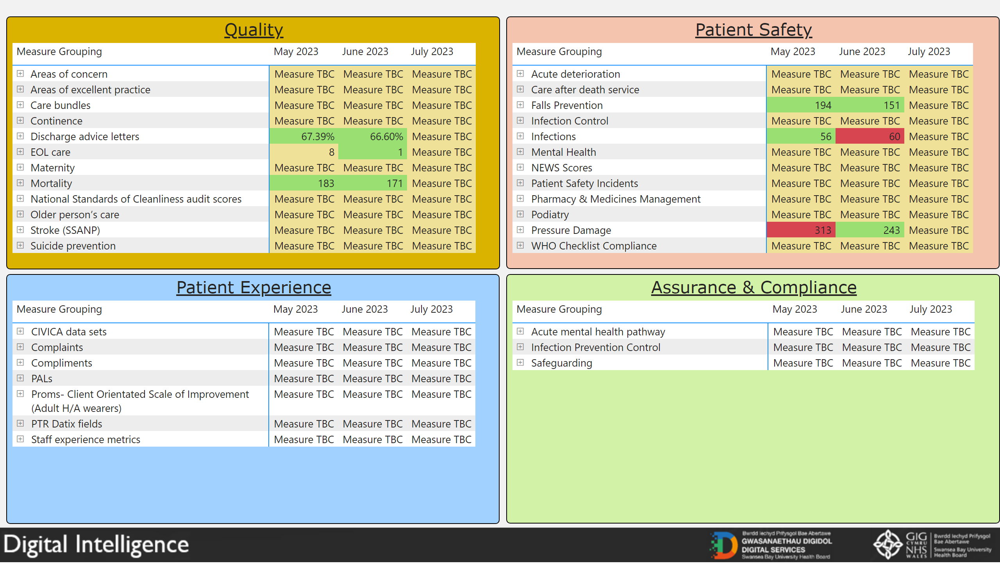 Quality
Measure Grouping May 2023 June 2023 July 2023
Areas of concern Measure TBC Measure TBC Measure TBC
Areas of excellent practice Measure TBC Measure TBC Measure TBC
Care bundles Measure TBC Measure TBC Measure TBC
Continence Measure TBC Measure TBC Measure TBC
Discharge advice letters 67.39% 66.60% Measure TBC
EOL care 8 1 Measure TBC
Maternity Measure TBC Measure TBC Measure TBC
Mortality 183 171 Measure TBC
National Standards of Cleanliness audit scores Measure TBC Measure TBC Measure TBC
Older person’s care Measure TBC Measure TBC Measure TBC
Stroke (SSANP) Measure TBC Measure TBC Measure TBC
Suicide prevention Measure TBC Measure TBC Measure TBC
Patient Safety
Measure Grouping May 2023 June 2023 July 2023
Acute deterioration Measure TBC Measure TBC Measure TBC
Care after death service Measure TBC Measure TBC Measure TBC
Falls Prevention 194 151 Measure TBC
Infection Control Measure TBC Measure TBC Measure TBC
Infections 56 60 Measure TBC
Mental Health Measure TBC Measure TBC Measure TBC
NEWS Scores Measure TBC Measure TBC Measure TBC
Patient Safety Incidents Measure TBC Measure TBC Measure TBC
Pharmacy & Medicines Management Measure TBC Measure TBC Measure TBC
Podiatry Measure TBC Measure TBC Measure TBC
Pressure Damage 313 243 Measure TBC
WHO Checklist Compliance Measure TBC Measure TBC Measure TBC
Patient Experience
Measure Grouping May 2023 June 2023 July 2023
CIVICA data sets Measure TBC Measure TBC Measure TBC
Complaints Measure TBC Measure TBC Measure TBC
Compliments Measure TBC Measure TBC Measure TBC
PALs Measure TBC Measure TBC Measure TBC
Proms- Client Orientated Scale of Improvement Measure TBC Measure TBC Measure TBC
(Adult H/A wearers)
PTR Datix fields Measure TBC Measure TBC Measure TBC
Staff experience metrics Measure TBC Measure TBC Measure TBC
Assurance & Compliance
Measure Grouping May 2023 June 2023 July 2023
Acute mental health pathway Measure TBC Measure TBC Measure TBC
Infection Prevention Control Measure TBC Measure TBC Measure TBC
Safeguarding Measure TBC Measure TBC Measure TBC
Digital Intelligence
Bwrdd Iechyd Prifysgol Bae Abertawe
GWASANAETHAU DIGIDOL
DIGITAL SERVICES
Swansea Bay University Health Board
GIG
CYMRU
NHS
WALES
Bwrdd Iechyd Prifysgol
Bae Abertawe
Swansea Bay University
Health Board